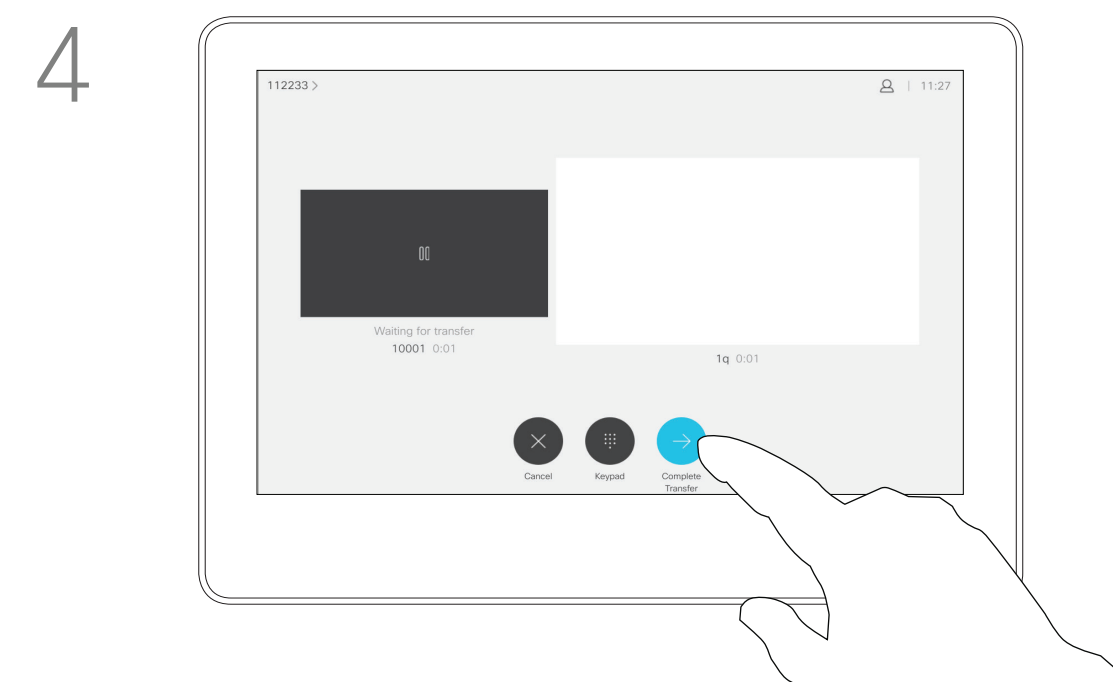 4
112233 >
11:27
Waiting for transfer
10001 0:01
1q 0:01
Cancel
Keypad
Complete
Transfer